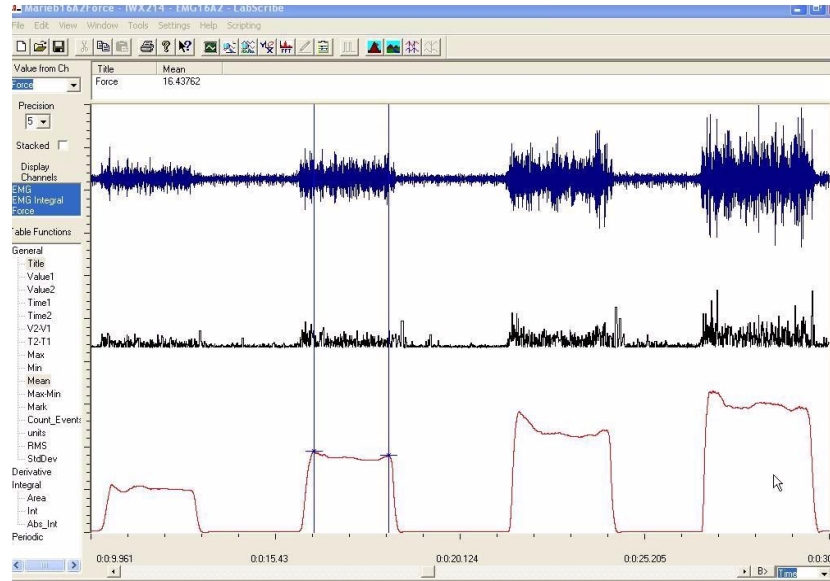 Marieb16A2Force - IWX214 - EMG16A2 - LabScribe
File Edit View Window Tools Settings Help Scripting
Value from Ch
Title Mean
Force
Force 16.43762
Precision
5
Stacked
Display
Channels
EMG
EMG Integral
Force
Table Functions
General
Title
Value1
Value2
Time1
Time2
V2-V1
T2-T1
Max
Min
Mean
Max-Min
Mark
Count_Events
units
RMS
StdDev
Derivative
Integral
Area
Int
Abs_Int
Periodic
0:0:9.961 0:0:15.43 0:0:20.124 0:0:25.205 0:0:30
B> Time